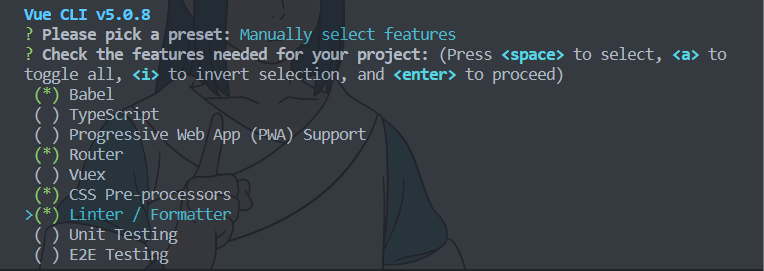 Vue CLI v5.0.8
? Please pick a preset: Manually select features
? Check the features needed for your project: (Press <space> to select, <a> to
toggle all, <i> to invert selection, and <enter> to proceed)
(*) Babel
( ) TypeScript
( ) Progressive Web App (PWA) Support
(*) Router
( ) Vuex
(*) CSS Pre-processors
>(*) Linter / Formatter
( ) Unit Testing
( ) E2E Testing